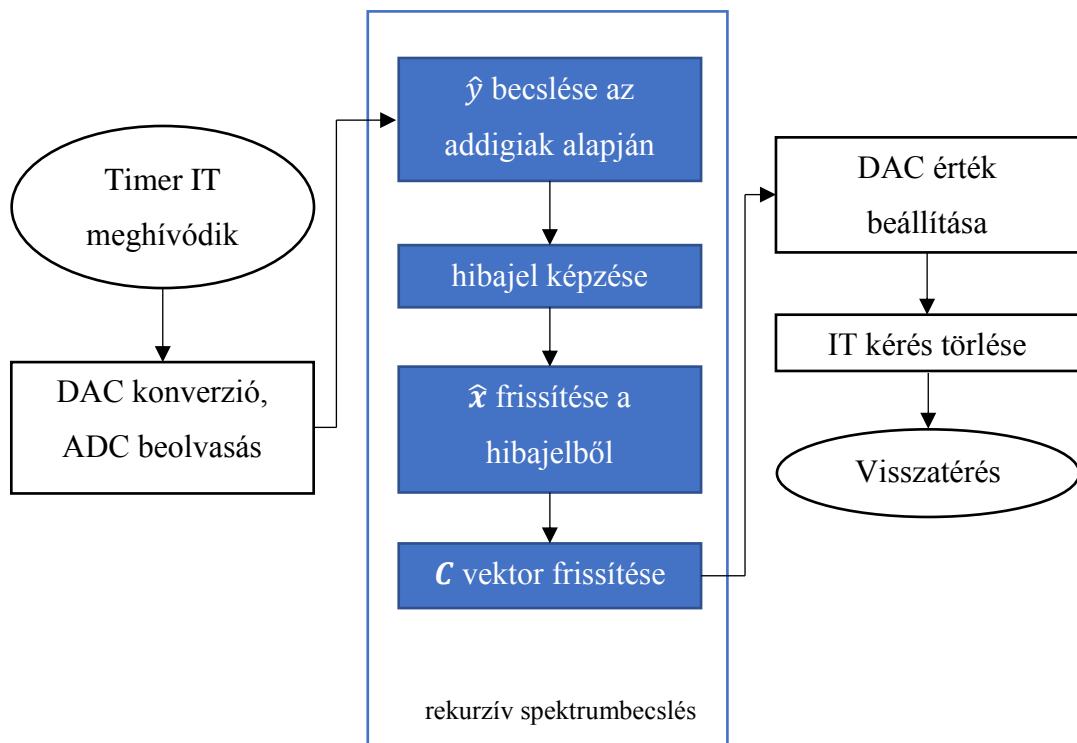 Timer IT
meghívódik
DAC konverzió,
ADC beolvasás
ŷ becslése az
addigiak alapján
hibajel képzése
x̂ frissítése a
hibajelből
C vektor frissítése
rekurzív spektrumbecslés
DAC érték
beállítása
IT kérés törlése
Visszatérés